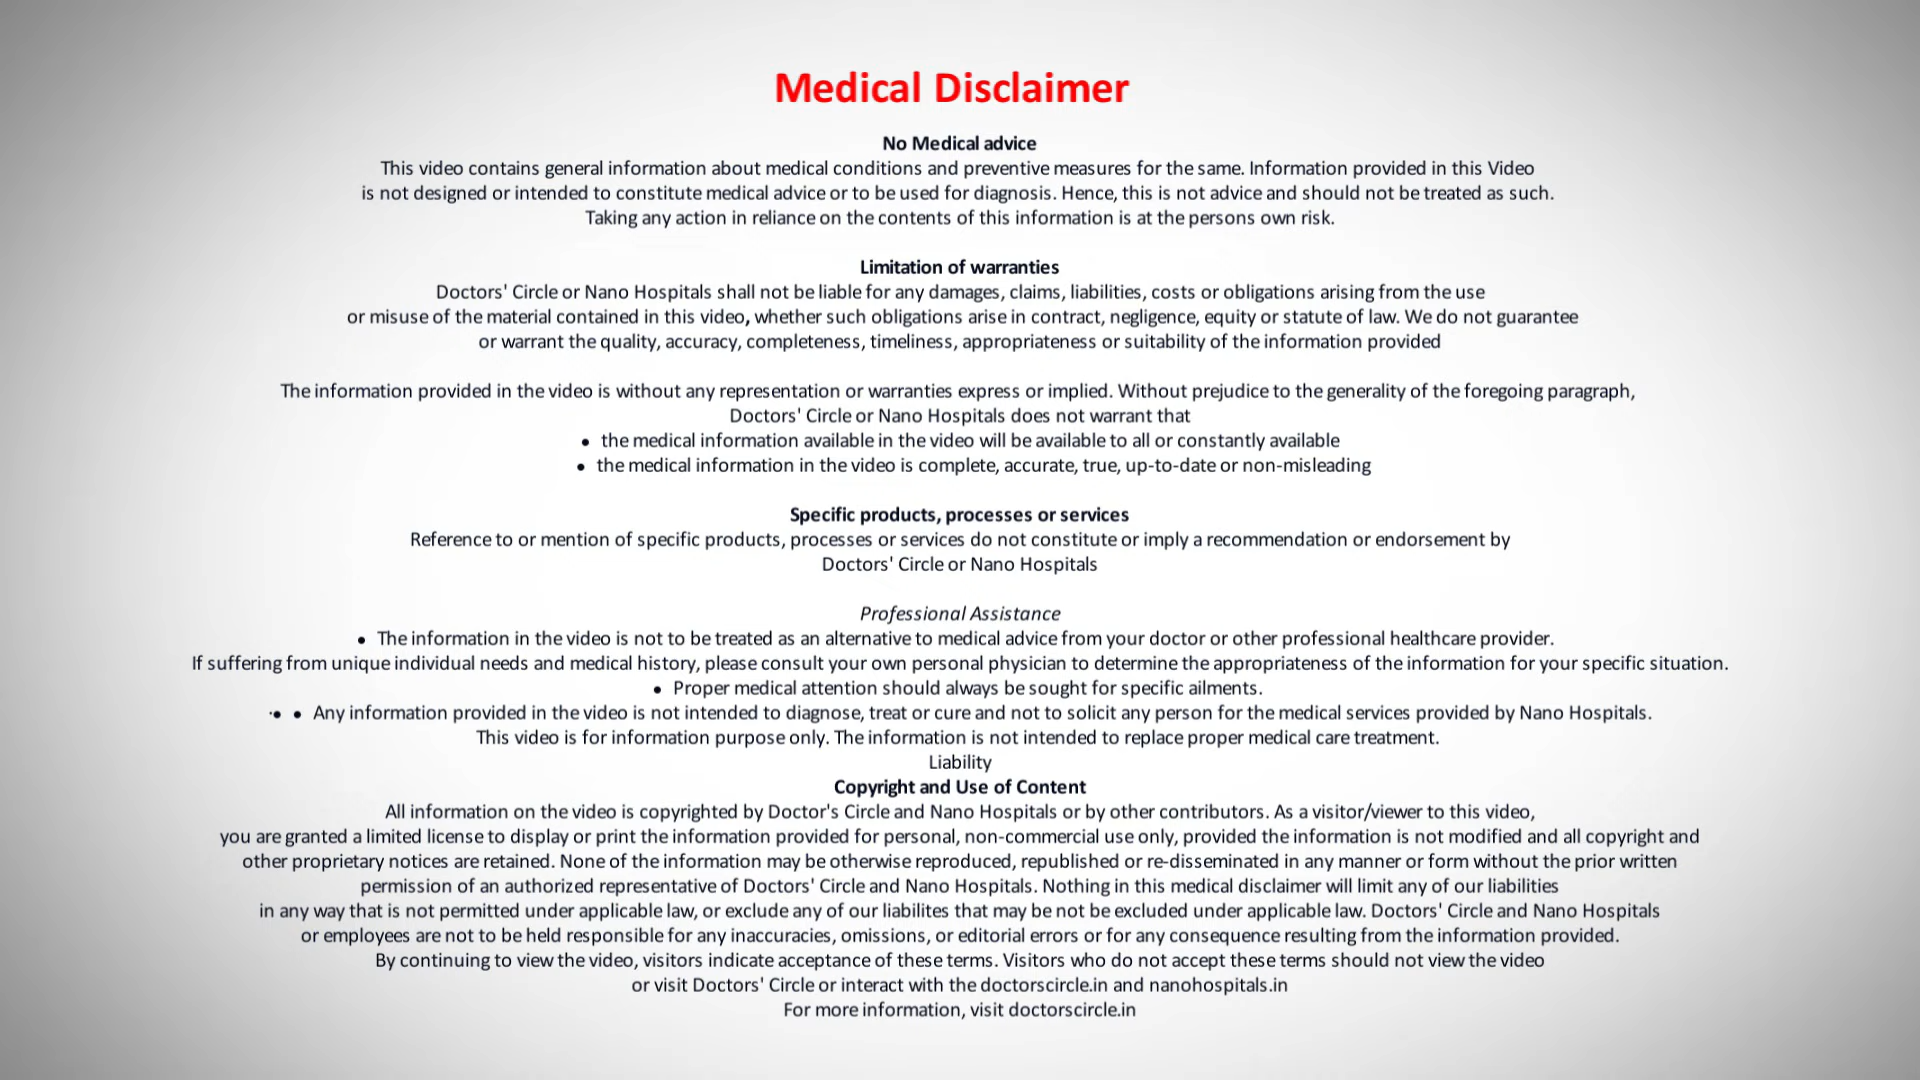 Medical Disclaimer
No Medical advice
This video contains general information about medical conditions and preventive measures for the same. Information provided in this Video
is not designed or intended to constitute medical advice or to be used for diagnosis. Hence, this is not advice and should not be treated as such.
Taking any action in reliance on the contents of this information is at the persons own risk.
Limitation of warranties
Doctors' Circle or Nano Hospitals shall not be liable for any damages, claims, liabilities, costs or obligations arising from the use
or misuse of the material contained in this video, whether such obligations arise in contract, negligence, equity or statute of law. We do not guarantee
or warrant the quality, accuracy, completeness, timeliness, appropriateness or suitability of the information provided
The information provided in the video is without any representation or warranties express or implied. Without prejudice to the generality of the foregoing paragraph,
Doctors' Circle or Nano Hospitals does not warrant that
• the medical information available in the video will be available to all or constantly available
• the medical information in the video is complete, accurate, true, up-to-date or non-misleading
Specific products, processes or services
Reference to or mention of specific products, processes or services do not constitute or imply a recommendation or endorsement by
Doctors' Circle or Nano Hospitals
Professional Assistance
• The information in the video is not to be treated as an alternative to medical advice from your doctor or other professional healthcare provider.
If suffering from unique individual needs and medical history, please consult your own personal physician to determine the appropriateness of the information for your specific situation.
• Proper medical attention should always be sought for specific ailments.
·• • Any information provided in the video is not intended to diagnose, treat or cure and not to solicit any person for the medical services provided by Nano Hospitals.
This video is for information purpose only. The information is not intended to replace proper medical care treatment.
Liability
Copyright and Use of Content
All information on the video is copyrighted by Doctor's Circle and Nano Hospitals or by other contributors. As a visitor/viewer to this video,
you are granted a limited license to display or print the information provided for personal, non-commercial use only, provided the information is not modified and all copyright and
other proprietary notices are retained. None of the information may be otherwise reproduced, republished or re-disseminated in any manner or form without the prior written
permission of an authorized representative of Doctors' Circle and Nano Hospitals. Nothing in this medical disclaimer will limit any of our liabilities
in any way that is not permitted under applicable law, or exclude any of our liabilites that may be not be excluded under applicable law. Doctors' Circle and Nano Hospitals
or employees are not to be held responsible for any inaccuracies, omissions, or editorial errors or for any consequence resulting from the information provided.
By continuing to view the video, visitors indicate acceptance of these terms. Visitors who do not accept these terms should not view the video
or visit Doctors' Circle or interact with the doctorscircle.in and nanohospitals.in
For more information, visit doctorscircle.in